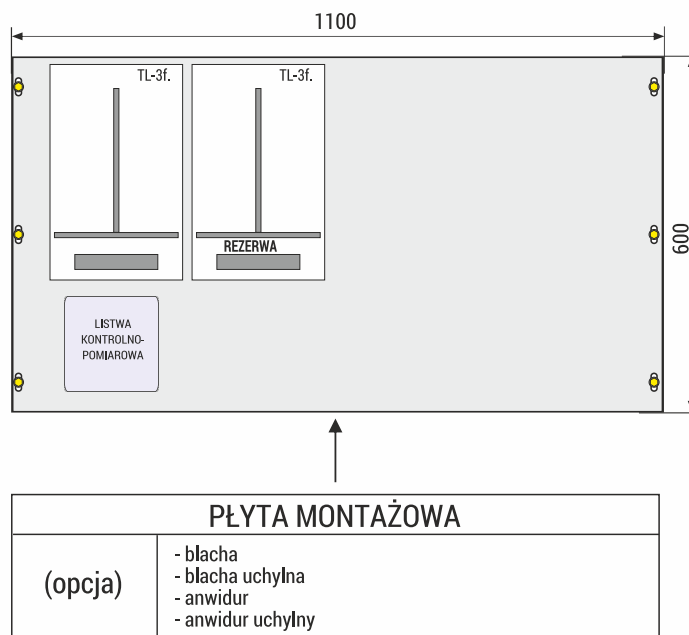 1100
TL-3f.
TL-3f.
600
REZERWA
LISTWA
KONTROLNO-
POMIAROWA
PŁYTA MONTAŻOWA
(opcja)
- blacha
- blacha uchylna
- anwidur
- anwidur uchylny